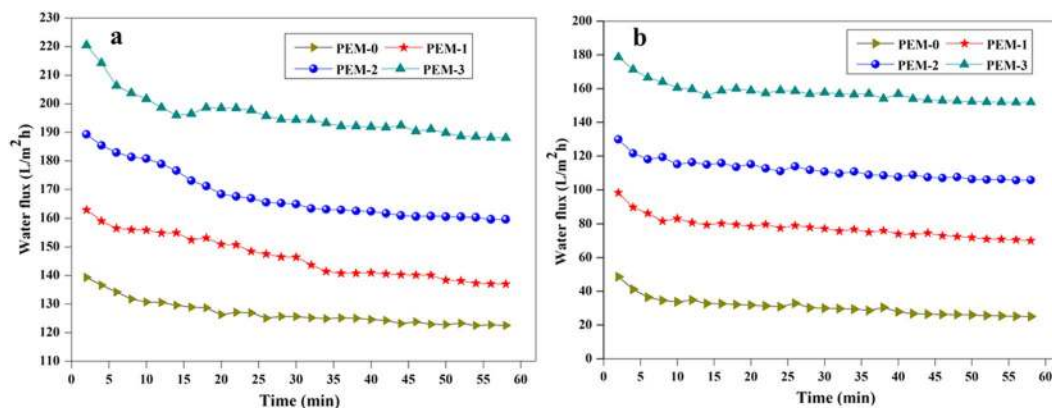 a
PEM-0 PEM-1
PEM-2 PEM-3
Water flux (L/m²h)
230
220
210
200
190
180
170
160
150
140
130
120
110
0 5 10 15 20 25 30 35 40 45 50 55 60
Time (min)
b
PEM-0 PEM-1
PEM-2 PEM-3
Water flux (L/m²h)
200
180
160
140
120
100
80
60
40
20
0
0 5 10 15 20 25 30 35 40 45 50 55 60
Time (min)